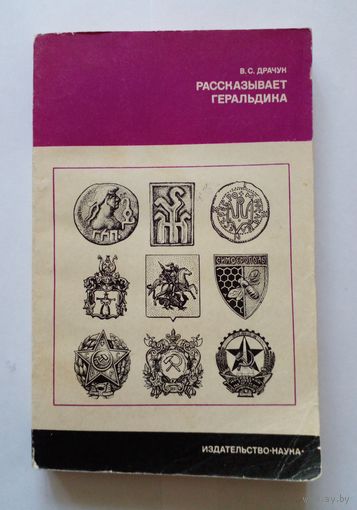 В.С. ДРАЧУК
РАССКАЗЫВАЕТ
ГЕРАЛЬДИКА
СИМФЕРОПОЛЬ
ИЗДАТЕЛЬСТВО·НАУКА·